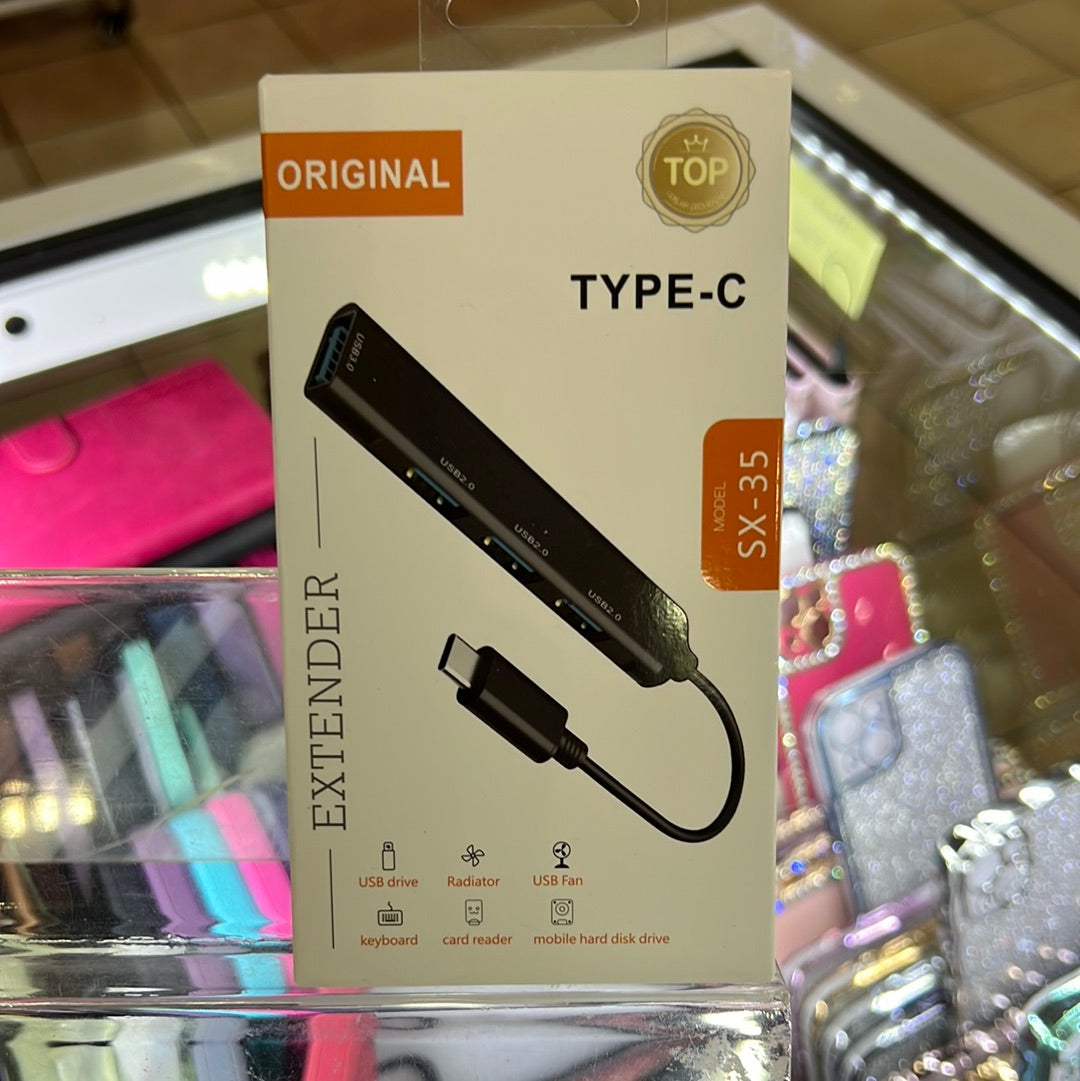 ORIGINAL
TOP
TYPE-C
USB3.0
USB2.0
USB2.0
USB2.0
MODEL
SX-35
EXTENDER
USB drive
Radiator
USB Fan
keyboard
card reader
mobile hard disk drive